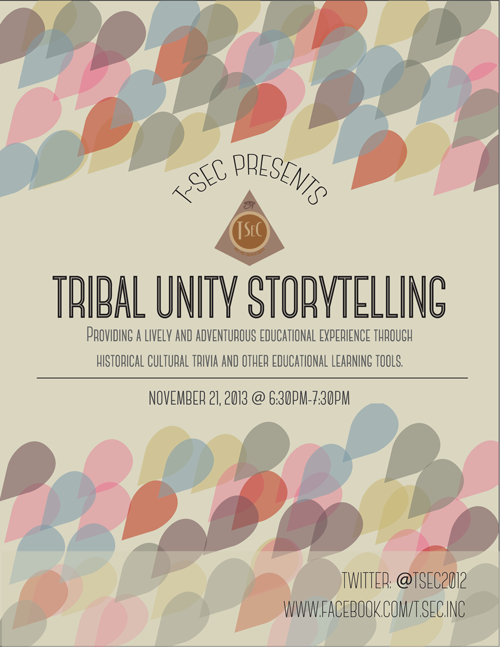 T-SEC PRESENTS
TSEC
TRIBAL UNITY STORYTELLING
PROVIDING A LIVELY AND ADVENTUROUS EDUCATIONAL EXPERIENCE THROUGH
HISTORICAL CULTURAL TRIVIA AND OTHER EDUCATIONAL LEARNING TOOLS.
NOVEMBER 21, 2013 @ 6:30PM-7:30PM
TWITTER: @TSEC2012
WWW.FACEBOOK.COM/T.SEC.INC